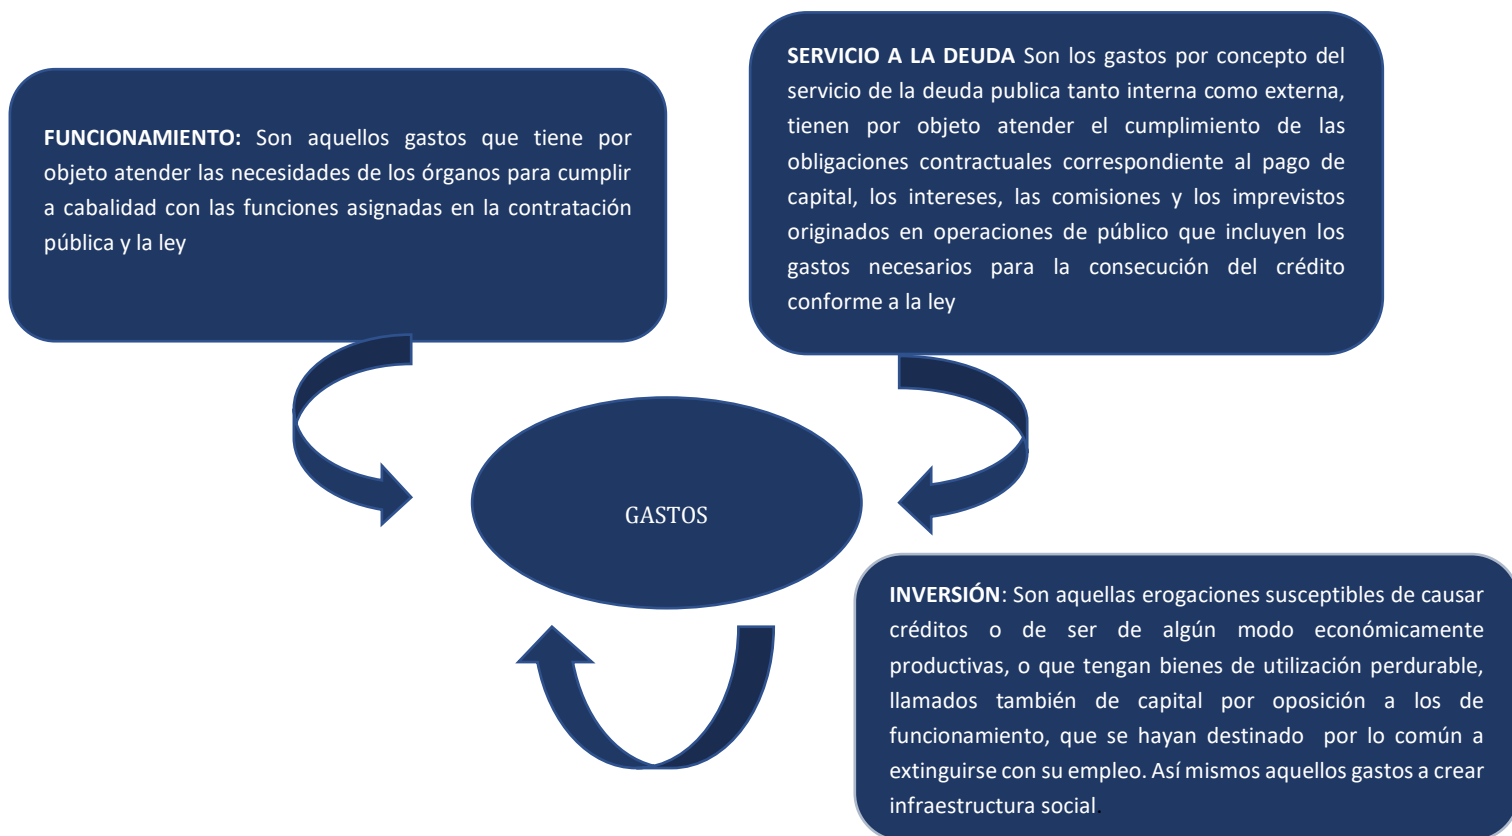 FUNCIONAMIENTO: Son aquellos gastos que tiene por
objeto atender las necesidades de los órganos para cumplir
a cabalidad con las funciones asignadas en la contratación
pública y la ley
SERVICIO A LA DEUDA Son los gastos por concepto del
servicio de la deuda publica tanto interna como externa,
tienen por objeto atender el cumplimiento de las
obligaciones contractuales correspondiente al pago de
capital, los intereses, las comisiones y los imprevistos
originados en operaciones de público que incluyen los
gastos necesarios para la consecución del crédito
conforme a la ley
GASTOS
INVERSIÓN: Son aquellas erogaciones susceptibles de causar
créditos o de ser de algún modo económicamente
productivas, o que tengan bienes de utilización perdurable,
llamados también de capital por oposición a los de
funcionamiento, que se hayan destinado por lo común a
extinguirse con su empleo. Así mismos aquellos gastos a crear
infraestructura social.